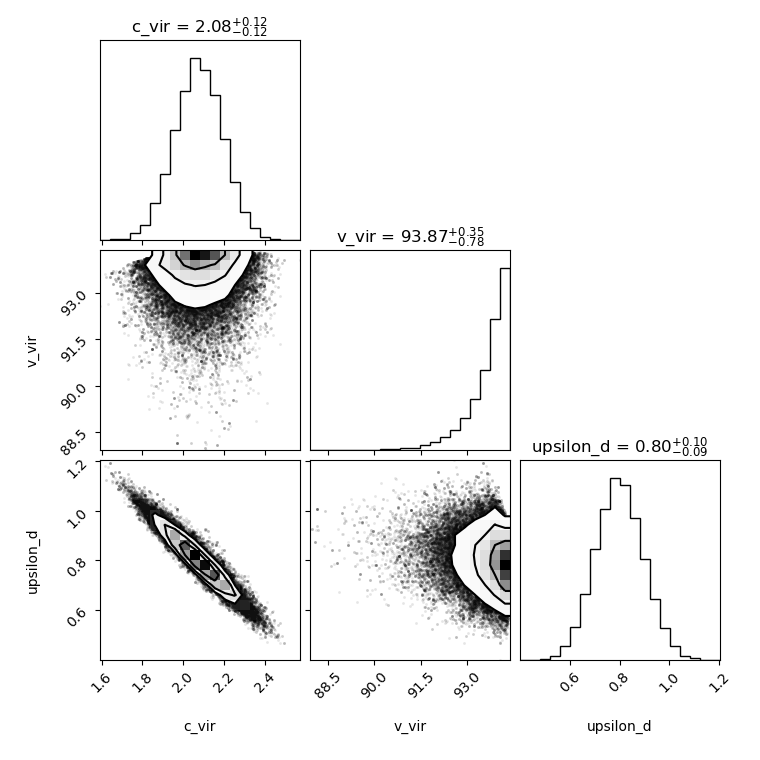 c_vir = 2.08+0.12−0.12
v_vir = 93.87+0.35−0.78
v_vir
93.0
91.5
90.0
88.5
upsilon_d = 0.80+0.10−0.09
upsilon_d
1.2
1.0
0.8
0.6
1.6 1.8 2.0 2.2 2.4
88.5 90.0 91.5 93.0
0.6 0.8 1.0 1.2
c_vir
v_vir
upsilon_d